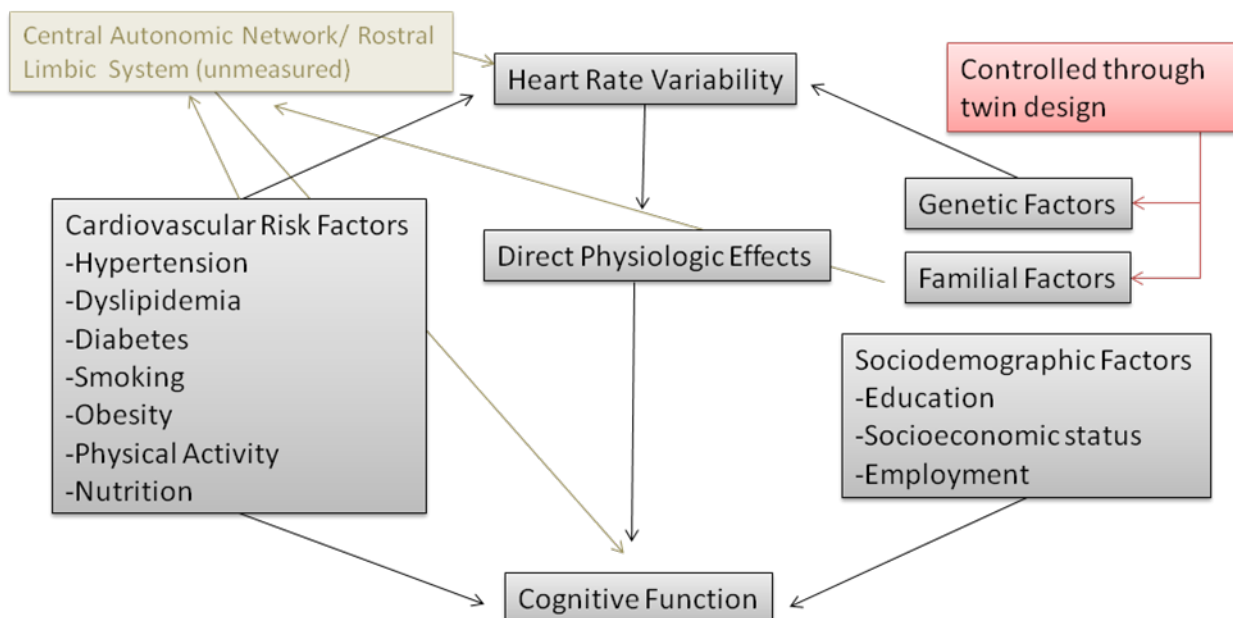 Central Autonomic Network/ Rostral
Limbic System (unmeasured)
Heart Rate Variability
Controlled through
twin design
Cardiovascular Risk Factors
-Hypertension
-Dyslipidemia
-Diabetes
-Smoking
-Obesity
-Physical Activity
-Nutrition
Direct Physiologic Effects
Genetic Factors
Familial Factors
Sociodemographic Factors
-Education
-Socioeconomic status
-Employment
Cognitive Function